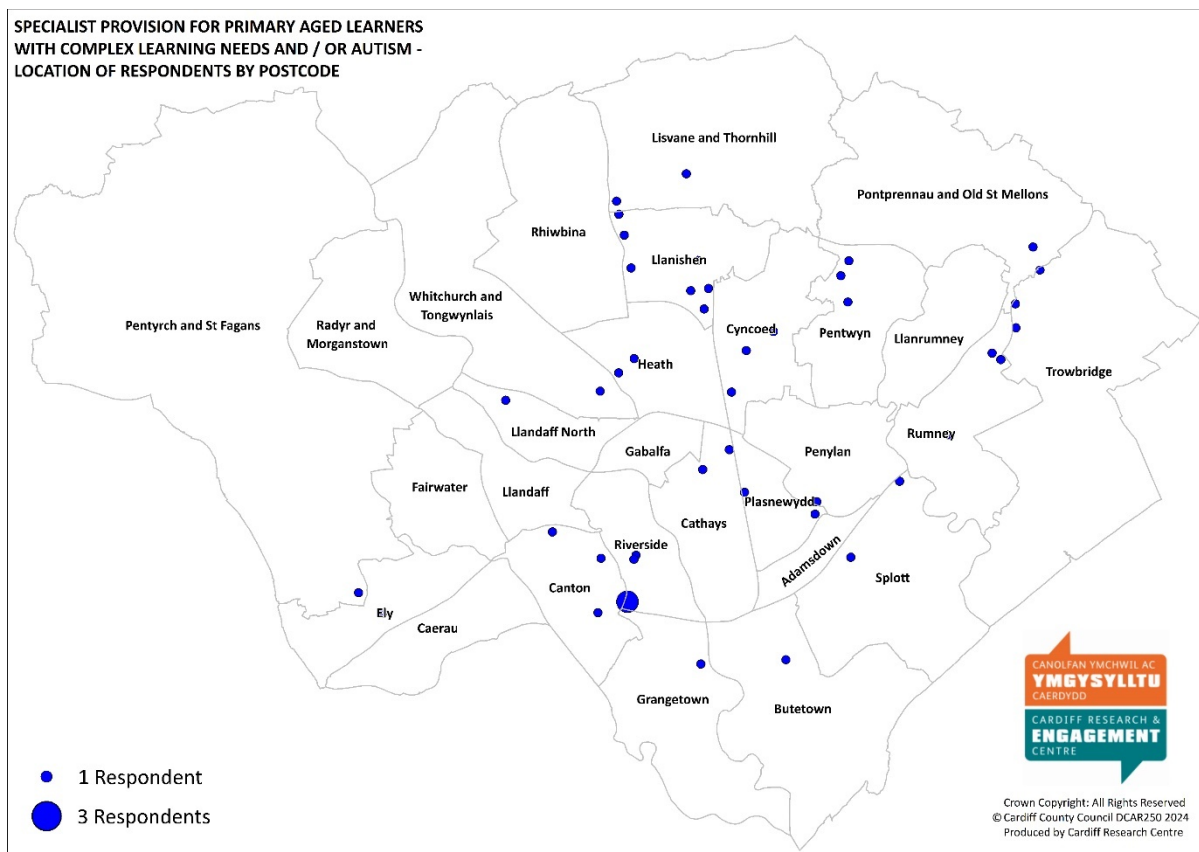 SPECIALIST PROVISION FOR PRIMARY AGED LEARNERS
WITH COMPLEX LEARNING NEEDS AND / OR AUTISM -
LOCATION OF RESPONDENTS BY POSTCODE
Lisvane and Thornhill
Pontprennau and Old St Mellons
Rhiwbina
Llanishen
Whitchurch and
Tongwynlais
Pentyrch and St Fagans
Radyr and
Morganstown
Cyncoed
Pentwyn
Llanrumney
Heath
Trowbridge
Llandaff North
Rumney
Gabalfa
Penylan
Fairwater
Llandaff
Plasnewydd
Cathays
Riverside
Adamsdown
Splott
Canton
Ely
Caerau
Grangetown
Butetown
CANOLFAN YMCHWIL AC
YMGYSYLLTU
CAERDYDD
CARDIFF RESEARCH &
ENGAGEMENT
CENTRE
1 Respondent
3 Respondents
Crown Copyright: All Rights Reserved
© Cardiff County Council DCAR250 2024
Produced by Cardiff Research Centre